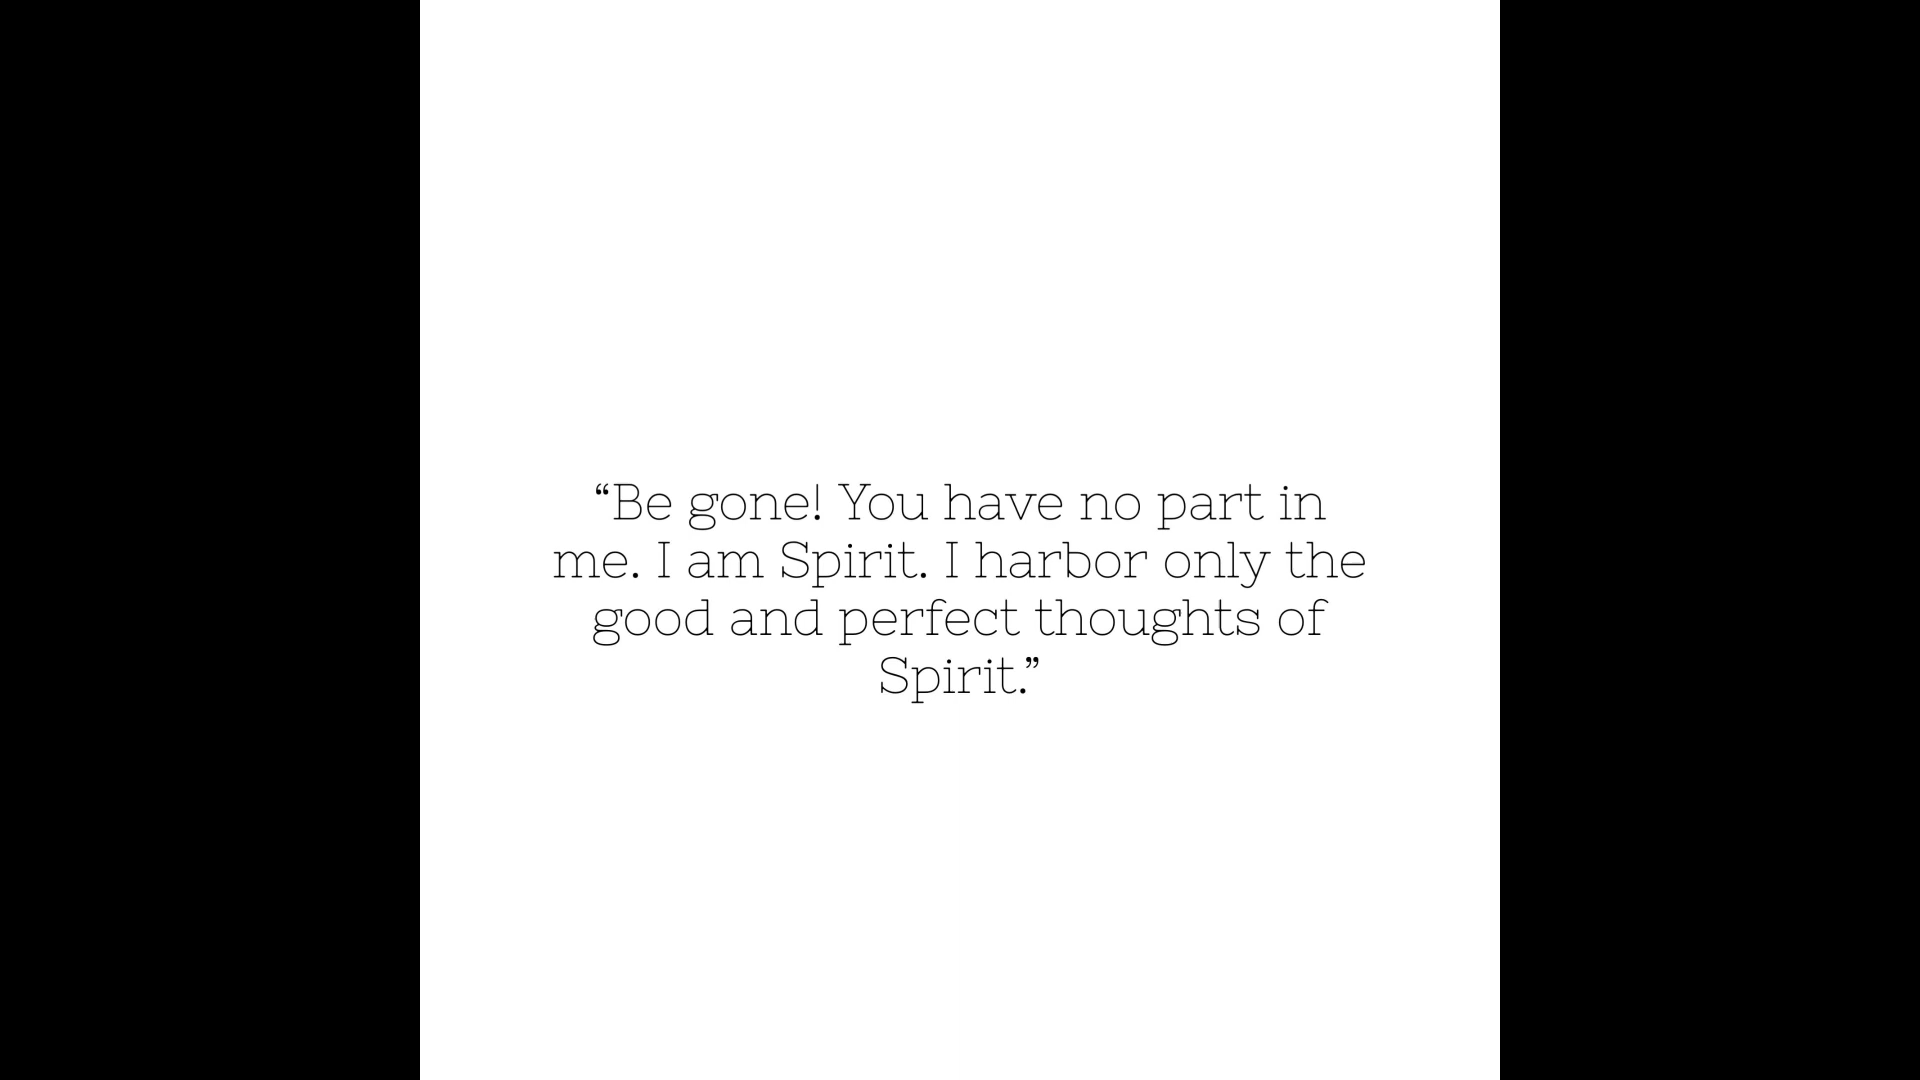 “Be gone! You have no part in
me. I am Spirit. I harbor only the
good and perfect thoughts of
Spirit.”